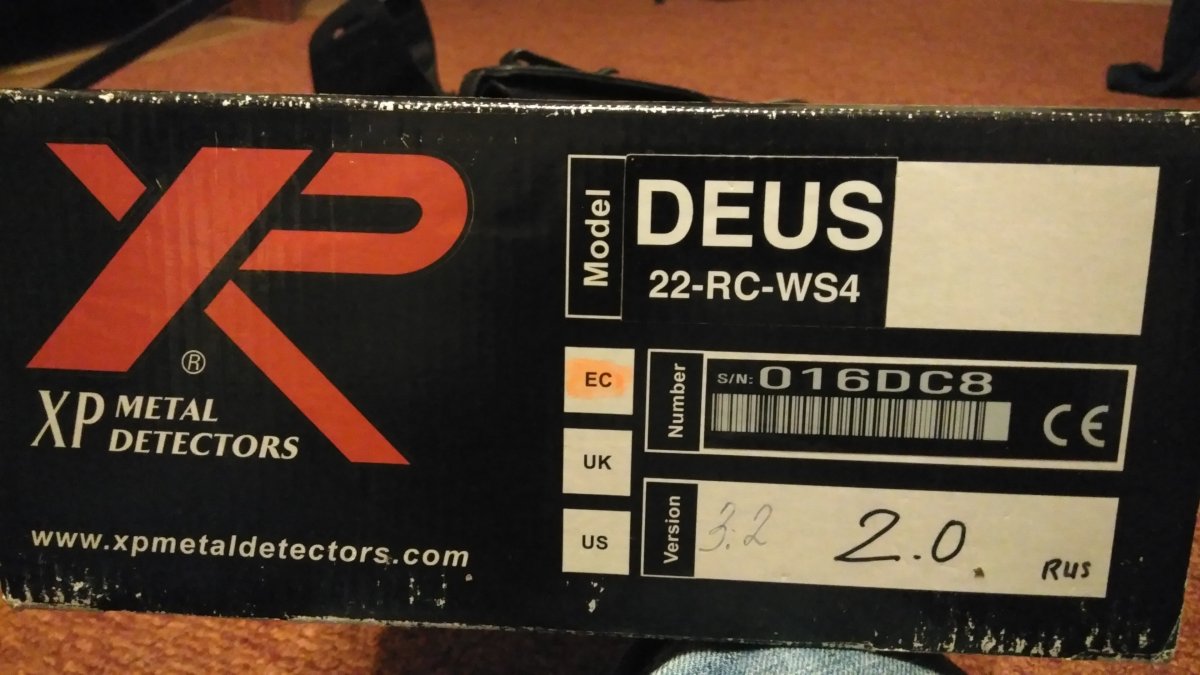 XP
®
XP METAL
DETECTORS
www.xpmetaldetectors.com
Model
DEUS
22-RC-WS4
EC
UK
US
Number
S/N: 016DC8
CE
Version
3.2
2.0
RUS